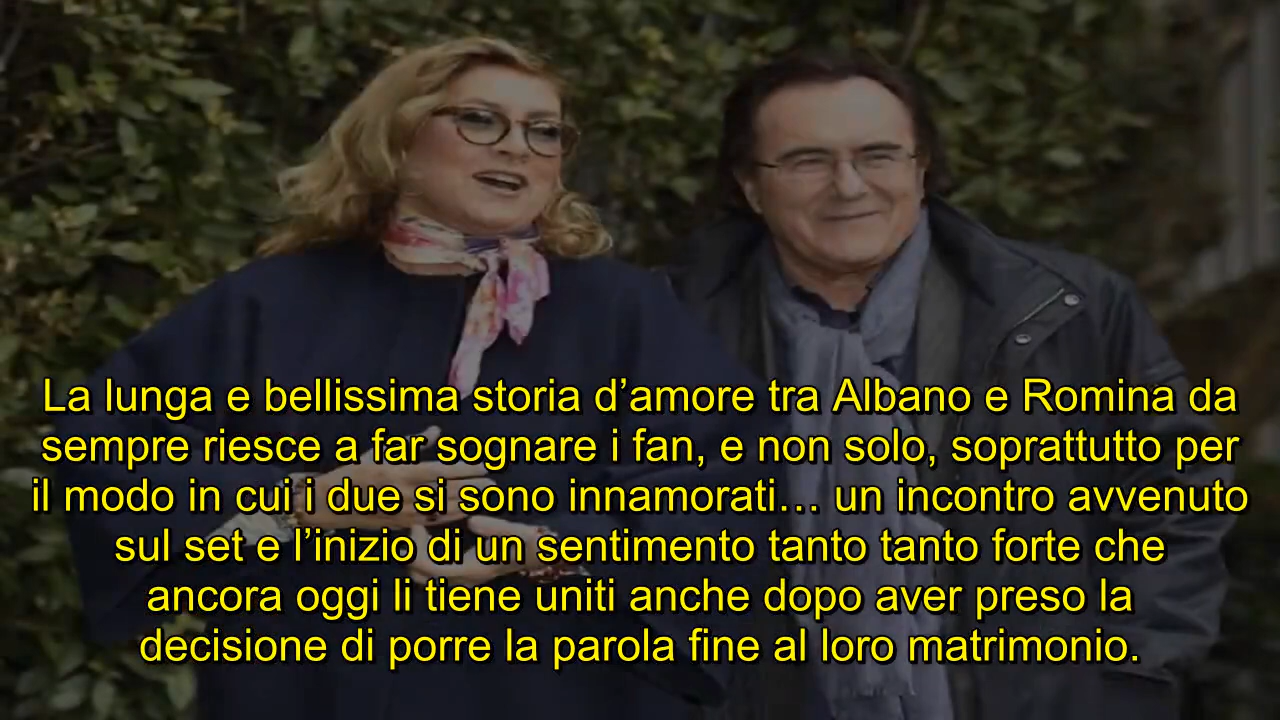 La lunga e bellissima storia d’amore tra Albano e Romina da
sempre riesce a far sognare i fan, e non solo, soprattutto per
il modo in cui i due si sono innamorati… un incontro avvenuto
sul set e l’inizio di un sentimento tanto tanto forte che
ancora oggi li tiene uniti anche dopo aver preso la
decisione di porre la parola fine al loro matrimonio.